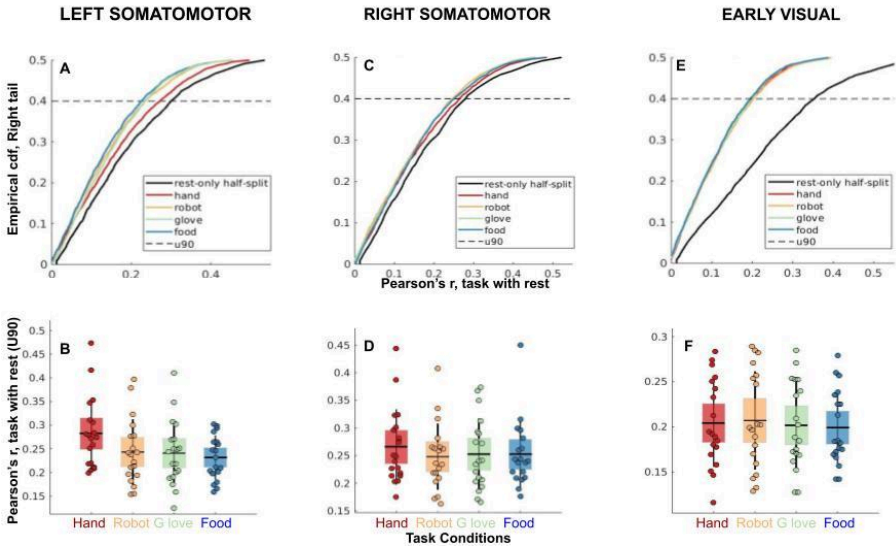 LEFT SOMATOMOTOR
RIGHT SOMATOMOTOR
EARLY VISUAL
Empirical cdf, Right tail
A
0.5
0.4
0.3
0.2
0.1
0
0
0.2
0.4
rest-only half-split
hand
robot
glove
food
u90
C
0.5
0.4
0.3
0.2
0.1
0
0
0.1
0.2
0.3
0.4
0.5
rest-only half-split
hand
robot
glove
food
u90
E
0.5
0.4
0.3
0.2
0.1
0
0
0.1
0.2
0.3
0.4
0.5
rest-only half-split
hand
robot
glove
food
u90
Pearson's r, task with rest
Pearson's r, task with rest (U90)
B
0.5
0.45
0.4
0.35
0.3
0.25
0.2
0.15
Hand Robot G love Food
D
0.45
0.4
0.35
0.3
0.25
0.2
0.15
Hand Robot G love Food
F
0.3
0.25
0.2
0.15
Hand Robot G love Food
Task Conditions